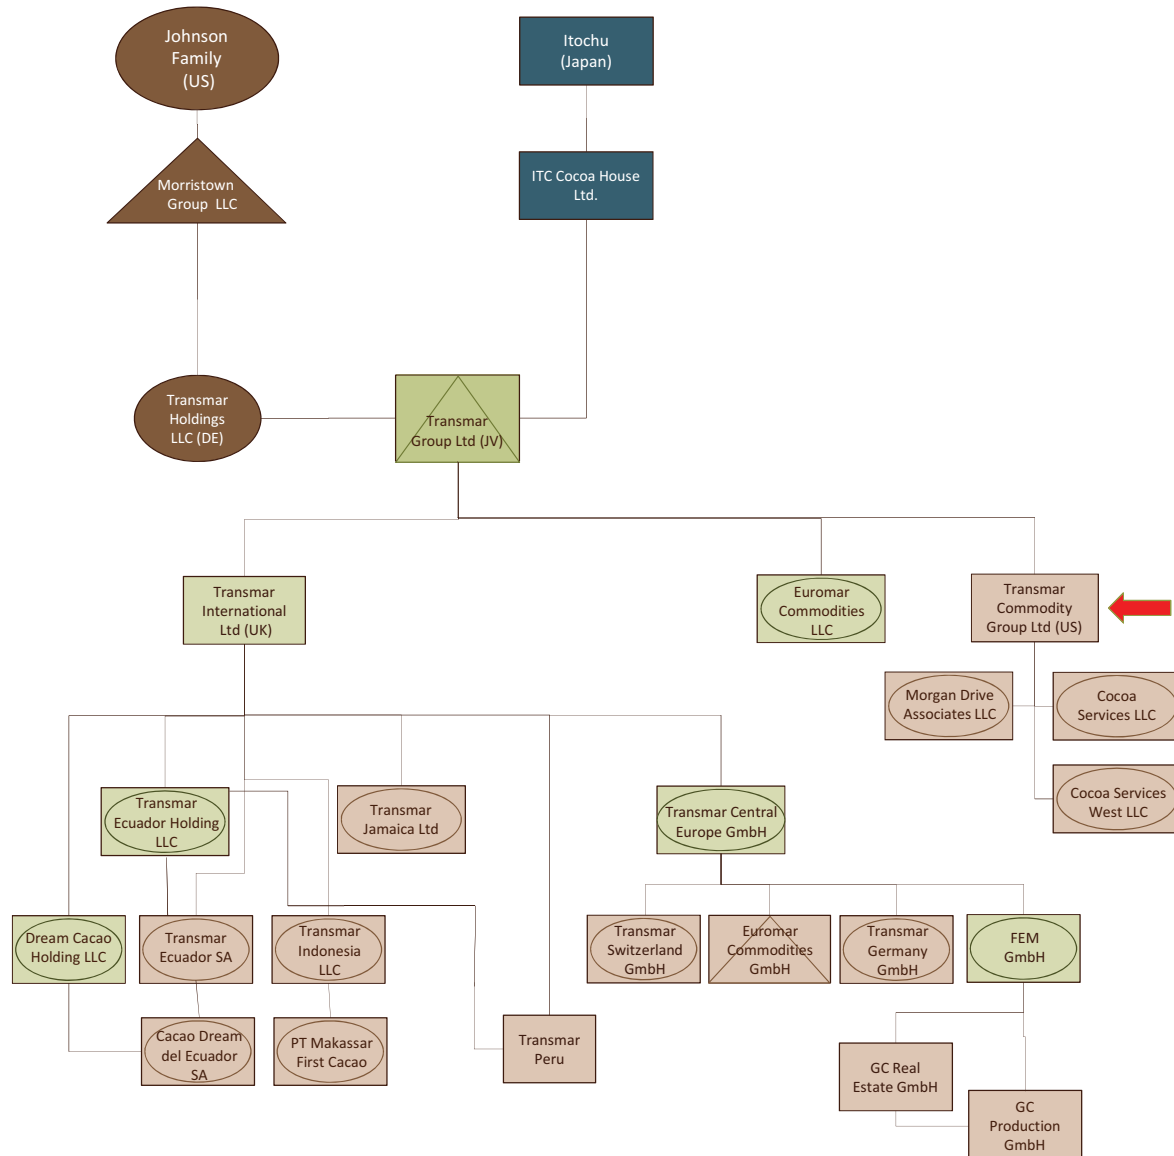 Johnson
Family
(US)
Itochu
(Japan)
Morristown
Group LLC
ITC Cocoa House
Ltd.
Transmar
Holdings
LLC (DE)
Transmar
Group Ltd (JV)
Transmar
International
Ltd (UK)
Euromar
Commodities
LLC
Transmar
Commodity
Group Ltd (US)
Morgan Drive
Associates LLC
Cocoa
Services LLC
Cocoa Services
West LLC
Transmar
Ecuador Holding
LLC
Transmar
Jamaica Ltd
Transmar Central
Europe GmbH
Dream Cacao
Holding LLC
Transmar
Ecuador SA
Transmar
Indonesia
LLC
Transmar
Switzerland
GmbH
Euromar
Commodities
GmbH
Transmar
Germany
GmbH
FEM
GmbH
Cacao Dream
del Ecuador
SA
PT Makassar
First Cacao
Transmar
Peru
GC Real
Estate GmbH
GC
Production
GmbH